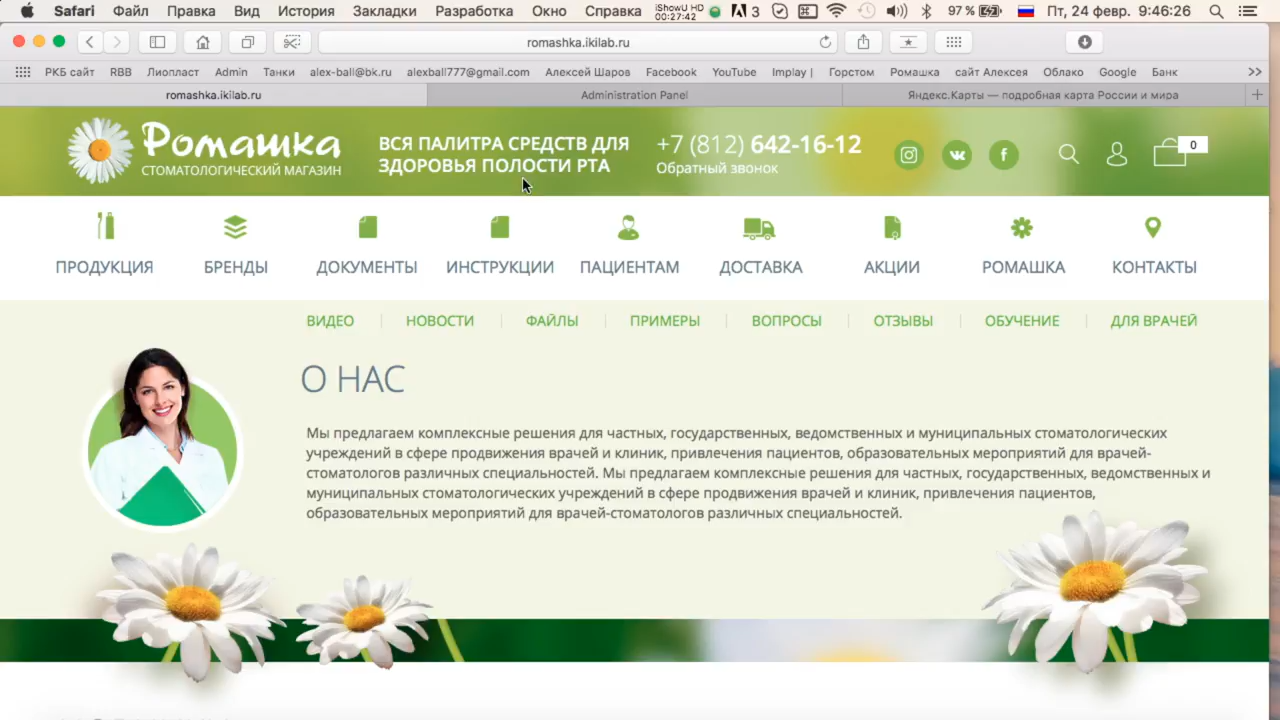 Safari Файл Правка Вид История Закладки Разработка Окно Справка iShowU HD 00:27:42 3 97 % Пт, 24 февр. 9:46:26
romashka.ikilab.ru
РКБ сайт RBB Лиопласт Admin Танки alex-ball@bk.ru alexball777@gmail.com Алексей Шаров Facebook YouTube Implay | Горстом Ромашка сайт Алексея Облако Google Банк
romashka.ikilab.ru Administration Panel Яндекс.Карты — подробная карта России и мира
Ромашка
СТОМАТОЛОГИЧЕСКИЙ МАГАЗИН
ВСЯ ПАЛИТРА СРЕДСТВ ДЛЯ
ЗДОРОВЬЯ ПОЛОСТИ РТА
+7 (812) 642-16-12
Обратный звонок
0
ПРОДУКЦИЯ БРЕНДЫ ДОКУМЕНТЫ ИНСТРУКЦИИ ПАЦИЕНТАМ ДОСТАВКА АКЦИИ РОМАШКА КОНТАКТЫ
ВИДЕО НОВОСТИ ФАЙЛЫ ПРИМЕРЫ ВОПРОСЫ ОТЗЫВЫ ОБУЧЕНИЕ ДЛЯ ВРАЧЕЙ
О НАС
Мы предлагаем комплексные решения для частных, государственных, ведомственных и муниципальных стоматологических
учреждений в сфере продвижения врачей и клиник, привлечения пациентов, образовательных мероприятий для врачей-
стоматологов различных специальностей. Мы предлагаем комплексные решения для частных, государственных, ведомственных и
муниципальных стоматологических учреждений в сфере продвижения врачей и клиник, привлечения пациентов,
образовательных мероприятий для врачей-стоматологов различных специальностей.